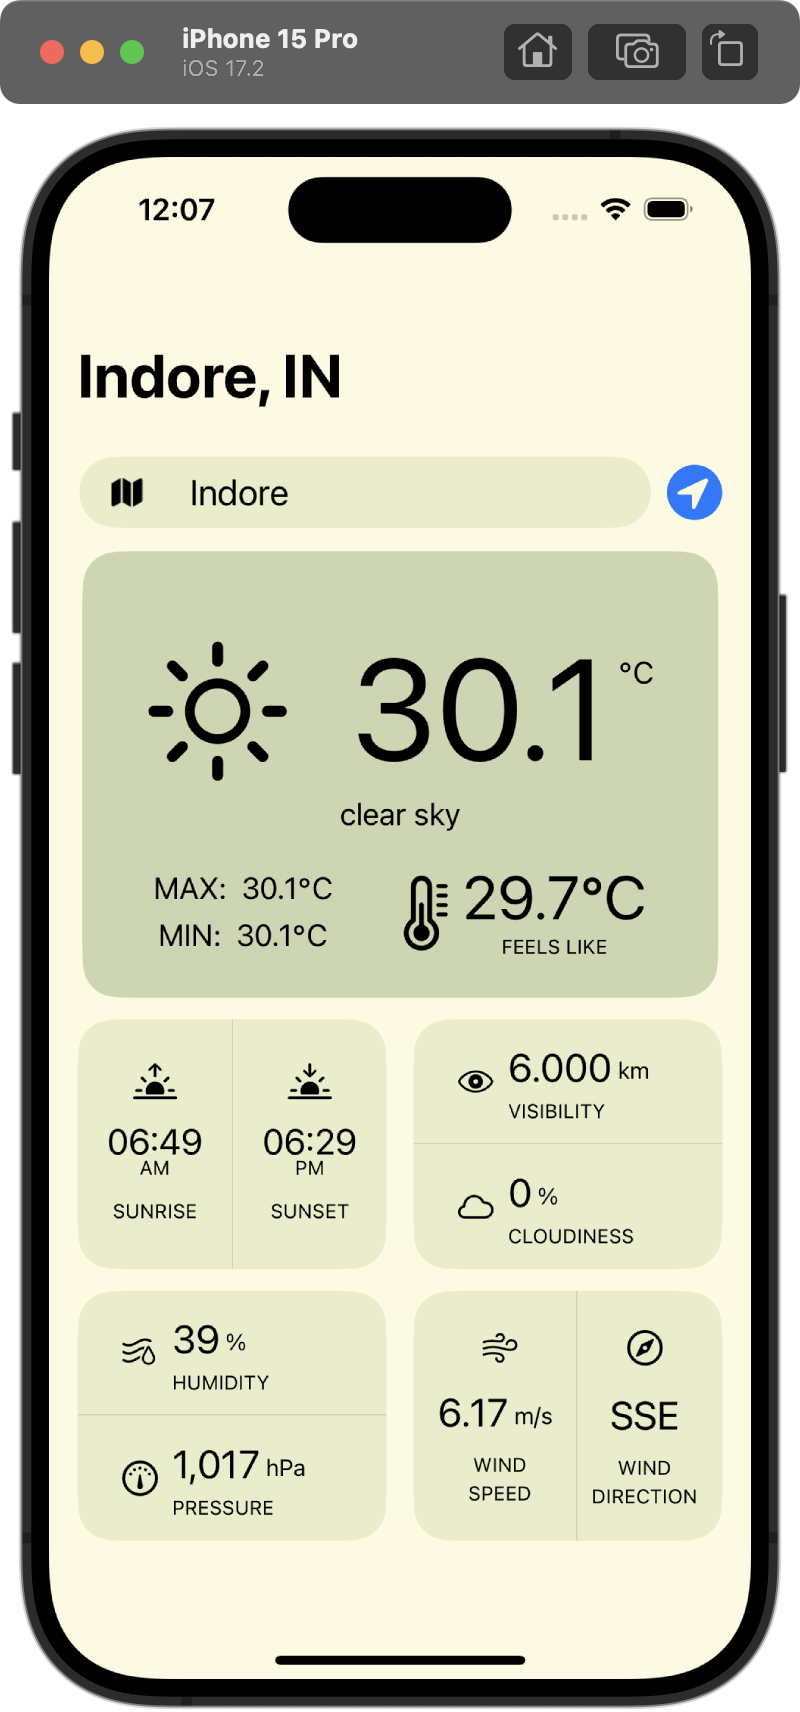 iPhone 15 Pro
iOS 17.2
12:07
Indore, IN
Indore
30.1 °C
clear sky
MAX: 30.1°C
MIN: 30.1°C
29.7°C
FEELS LIKE
06:49
AM
SUNRISE
06:29
PM
SUNSET
6.000 km
VISIBILITY
0 %
CLOUDINESS
39 %
HUMIDITY
1,017 hPa
PRESSURE
6.17 m/s
WIND
SPEED
SSE
WIND
DIRECTION